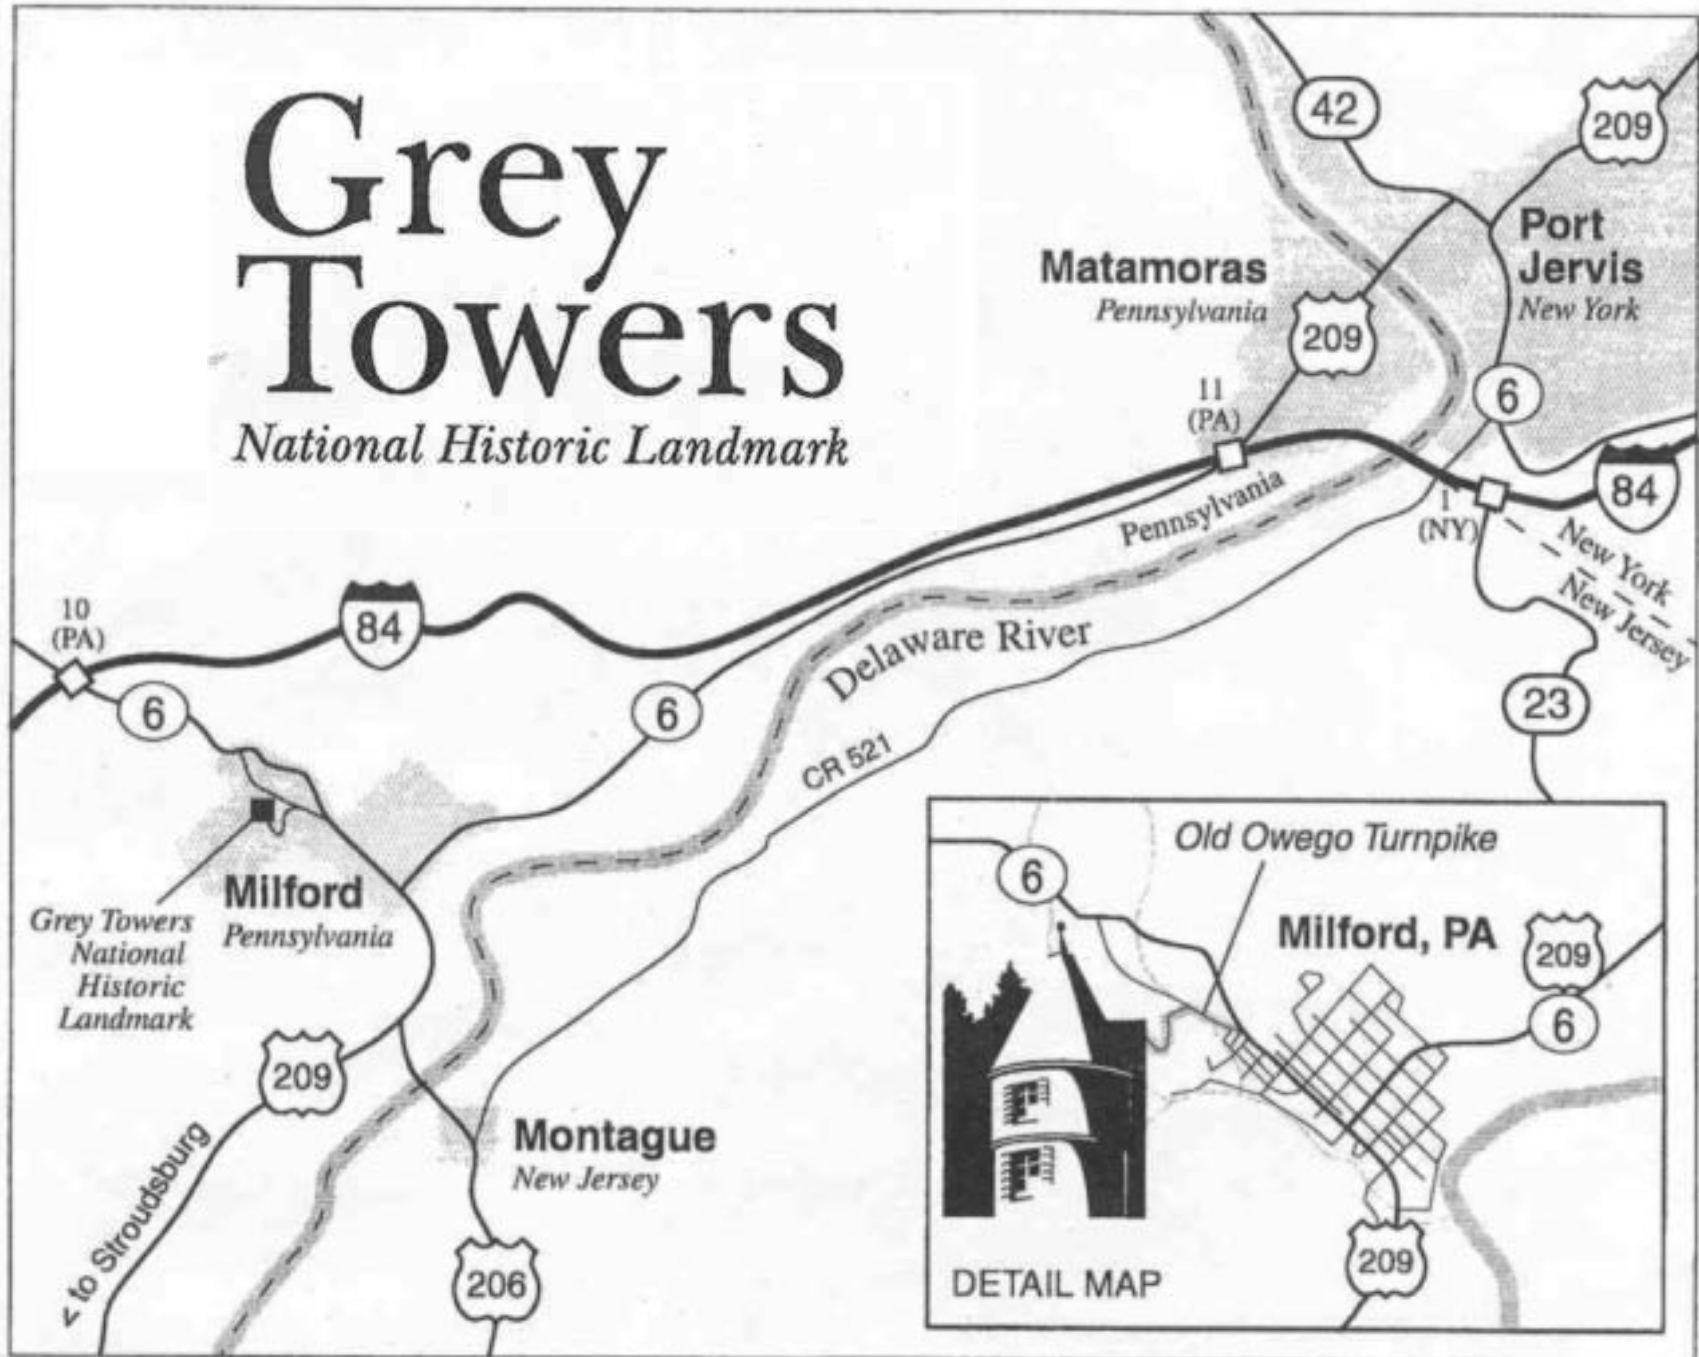 Grey
Towers
National Historic Landmark
42
209
Port
Jervis
New York
Matamoras
Pennsylvania
209
11
(PA)
6
84
1
(NY)
New York
New Jersey
Pennsylvania
Delaware River
10
(PA)
84
6
6
23
CR 521
Milford
Pennsylvania
Grey Towers
National
Historic
Landmark
209
< to Stroudsburg
Montague
New Jersey
206
Old Owego Turnpike
6
Milford, PA
209
6
209
DETAIL MAP